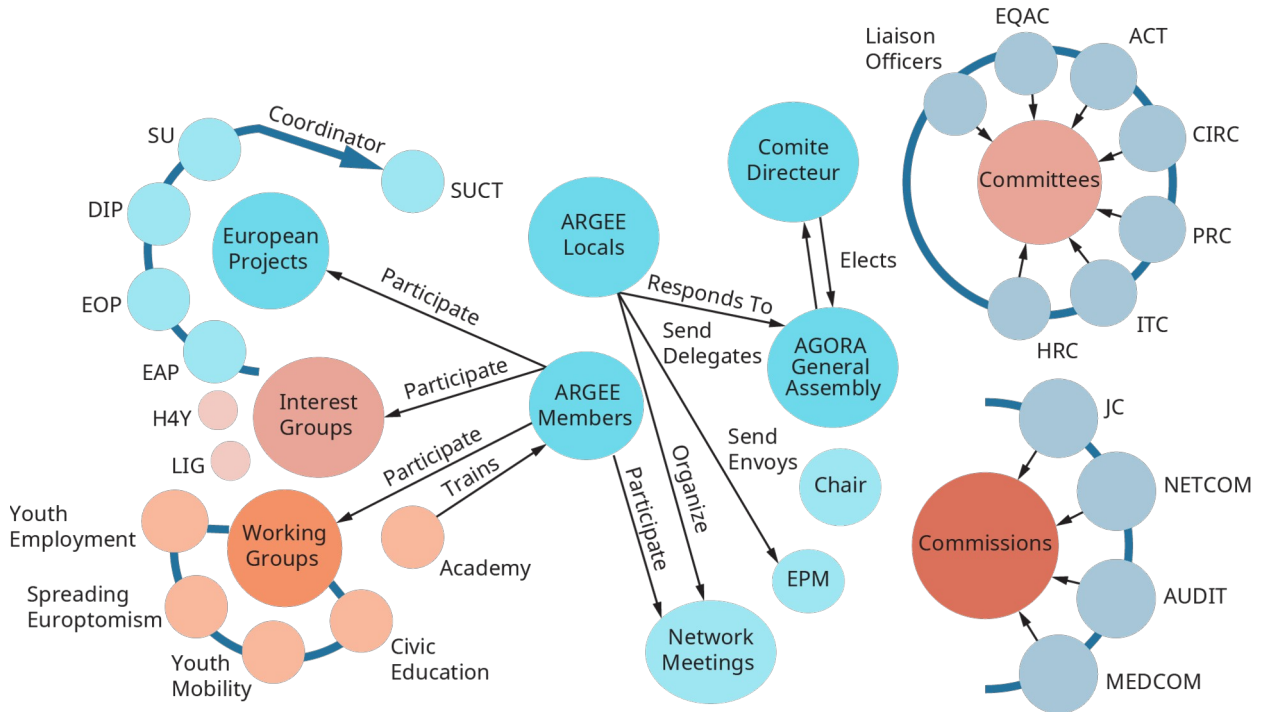 EQAC
ACT
Liaison
Officers
CIRC
Committees
PRC
ITC
HRC
Coordinator
SU
SUCT
DIP
European
Projects
EOP
EAP
Comite
Directeur
ARGEE
Locals
Elects
Responds To
Send
Delegates
AGORA
General
Assembly
Participate
Participate
ARGEE
Members
Interest
Groups
H4Y
LIG
Participate
Trains
Participate
Organize
Send
Envoys
Chair
EPM
Network
Meetings
Academy
Working
Groups
Youth
Employment
Spreading
Europtomism
Youth
Mobility
Civic
Education
JC
NETCOM
Commissions
AUDIT
MEDCOM